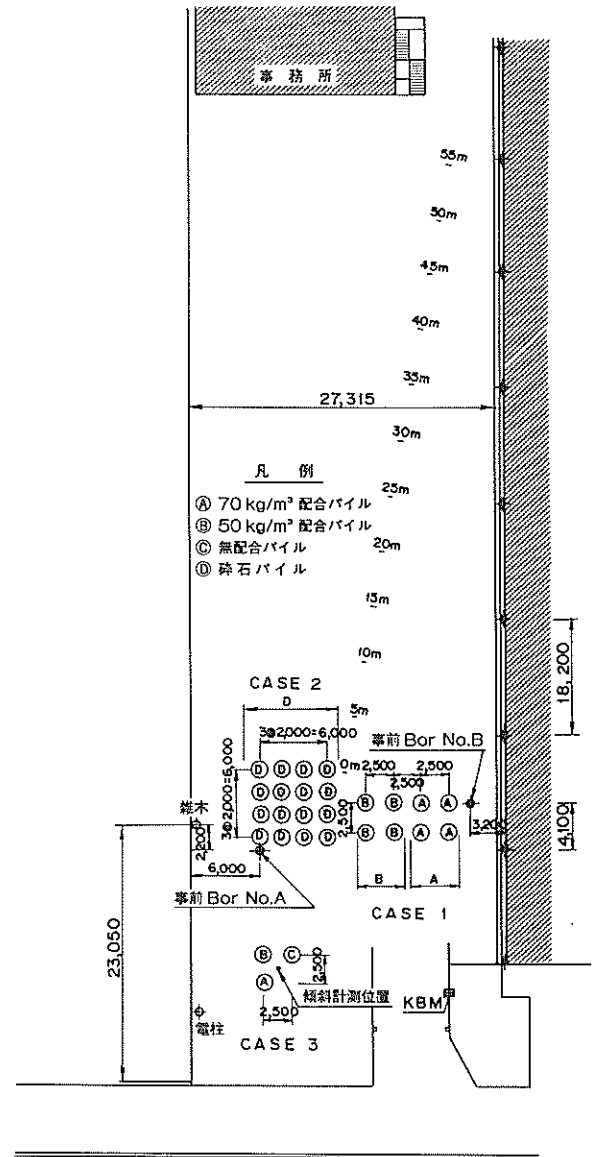 事務所
55m
50m
45m
40m
35m
27,315
30m
凡例
25m
Ⓐ 70 kg/m³ 配合パイル
Ⓑ 50 kg/m³ 配合パイル
20m
Ⓒ 無配合パイル
Ⓓ 砕石パイル
15m
18,200
10m
CASE 2
D
5m
3@2,000=6,000
事前 Bor No.B
0m
2,500 2,500
2,500
3@2,000=6,000
D D D D
D D D D
D D D D
D D D D
B B A A
B B A A
2,500
3,200
4,100
雑木
2,200
6,000
B A
事前 Bor No.A
CASE 1
23,050
B C
A
2,500
傾斜計測位置
KBM
2,500
電柱
CASE 3